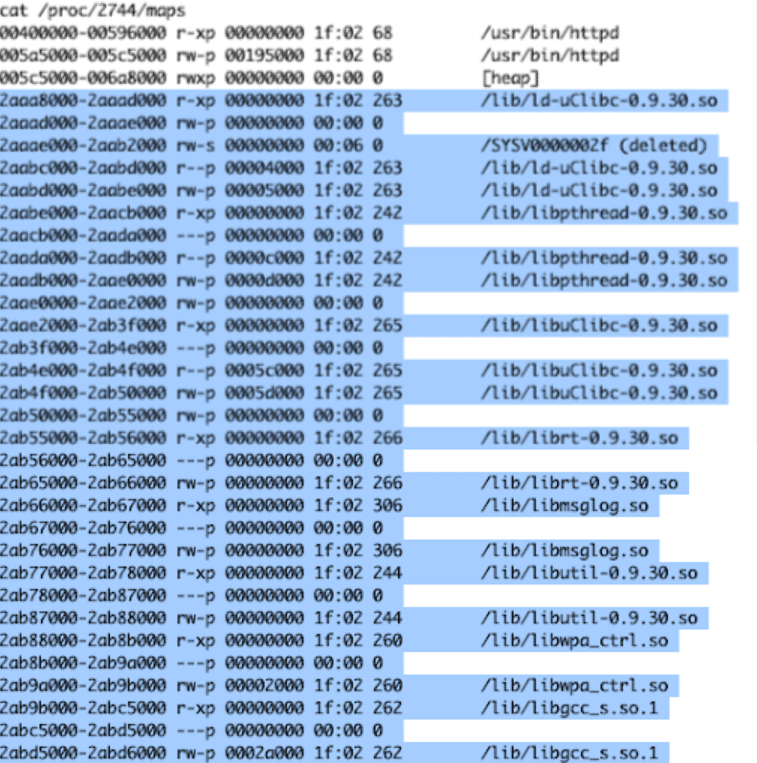 cat /proc/2744/maps
00400000-00596000 r-xp 00000000 1f:02 68 /usr/bin/httpd
005a5000-005c5000 rw-p 00195000 1f:02 68 /usr/bin/httpd
005c5000-006a8000 rwxp 00000000 00:00 0 [heap]
2aaa8000-2aaad000 r-xp 00000000 1f:02 263 /lib/ld-uClibc-0.9.30.so
2aaad000-2aaae000 rw-p 00000000 00:00 0
2aaae000-2aab2000 rw-s 00000000 00:06 0 /SYSV0000002f (deleted)
2aabc000-2aabd000 r--p 00004000 1f:02 263 /lib/ld-uClibc-0.9.30.so
2aabd000-2aabe000 rw-p 00005000 1f:02 263 /lib/ld-uClibc-0.9.30.so
2aabe000-2aacb000 r-xp 00000000 1f:02 242 /lib/libpthread-0.9.30.so
2aacb000-2aada000 ---p 00000000 00:00 0
2aada000-2aadb000 r--p 0000c000 1f:02 242 /lib/libpthread-0.9.30.so
2aadb000-2aae0000 rw-p 0000d000 1f:02 242 /lib/libpthread-0.9.30.so
2aae0000-2aae2000 rw-p 00000000 00:00 0
2aae2000-2ab3f000 r-xp 00000000 1f:02 265 /lib/libuClibc-0.9.30.so
2ab3f000-2ab4e000 ---p 00000000 00:00 0
2ab4e000-2ab4f000 r--p 0005c000 1f:02 265 /lib/libuClibc-0.9.30.so
2ab4f000-2ab50000 rw-p 0005d000 1f:02 265 /lib/libuClibc-0.9.30.so
2ab50000-2ab55000 rw-p 00000000 00:00 0
2ab55000-2ab56000 r-xp 00000000 1f:02 266 /lib/librt-0.9.30.so
2ab56000-2ab65000 ---p 00000000 00:00 0
2ab65000-2ab66000 rw-p 00000000 1f:02 266 /lib/librt-0.9.30.so
2ab66000-2ab67000 r-xp 00000000 1f:02 306 /lib/libmsglog.so
2ab67000-2ab76000 ---p 00000000 00:00 0
2ab76000-2ab77000 rw-p 00000000 1f:02 306 /lib/libmsglog.so
2ab77000-2ab78000 r-xp 00000000 1f:02 244 /lib/libutil-0.9.30.so
2ab78000-2ab87000 ---p 00000000 00:00 0
2ab87000-2ab88000 rw-p 00000000 1f:02 244 /lib/libutil-0.9.30.so
2ab88000-2ab8b000 r-xp 00000000 1f:02 260 /lib/libwpa_ctrl.so
2ab8b000-2ab9a000 ---p 00000000 00:00 0
2ab9a000-2ab9b000 rw-p 00002000 1f:02 260 /lib/libwpa_ctrl.so
2ab9b000-2abc5000 r-xp 00000000 1f:02 262 /lib/libgcc_s.so.1
2abc5000-2abd5000 ---p 00000000 00:00 0
2abd5000-2abd6000 rw-p 0002a000 1f:02 262 /lib/libgcc_s.so.1